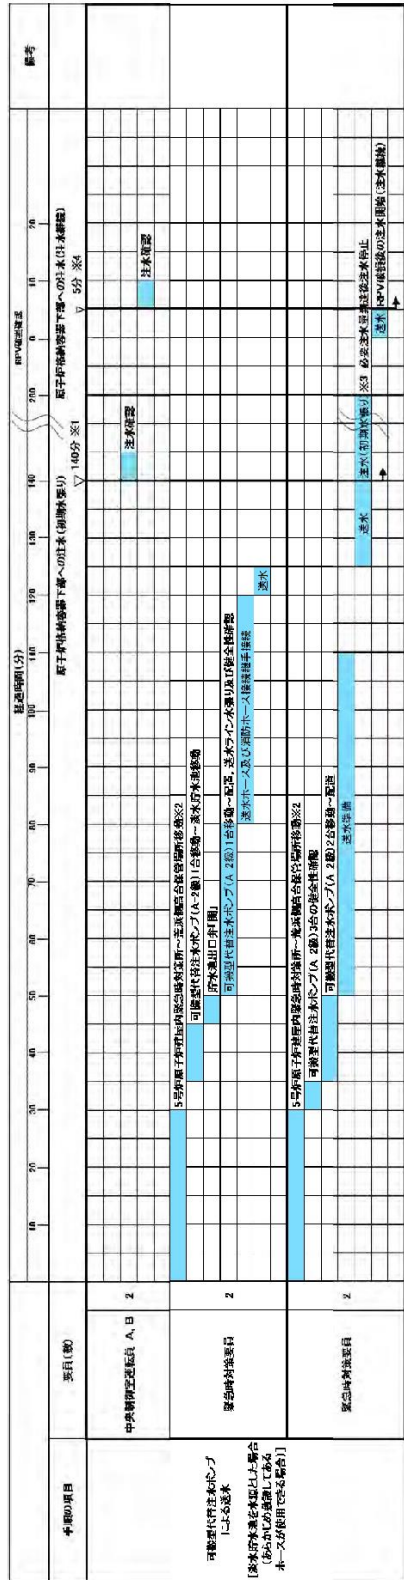 手順の項目
要員(数)
経過時間(分)
備考
10
20
30
40
50
60
70
80
90
100
110
120
130
140
200
0
10
20
RPV破損確認
原子炉格納容器下部への注水(初期水張り)
原子炉格納容器下部への注水(注水継続)
140分 ※1
5分 ※4
可搬型代替注水ポンプ
による送水
[淡水貯水池を水源とした場合
(あらかじめ敷設してある
ホースが使用できる場合)]
中央制御室運転員 A, B
2
注水確認
注水確認
緊急時対策要員
2
5号炉原子炉建屋内緊急時対策所~荒浜側高台保管場所移動※2
可搬型代替注水ポンプ(A-2級)1台移動~淡水貯水池移動
貯水池出口弁「開」
可搬型代替注水ポンプ(A-2級)1台移動~配置, 送水ライン水張り及び健全性確認
送水ホース及び消防ホース接続継手接続
送水
緊急時対策要員
2
5号炉原子炉建屋内緊急時対策所~荒浜側高台保管場所移動※2
可搬型代替注水ポンプ(A-2級)3台の健全性確認
可搬型代替注水ポンプ(A-2級)2台移動~配置
送水準備
送水
注水(初期水張り)※3
必要注水量到達後注水停止
送水
RPV破損後の注水開始(注水継続)